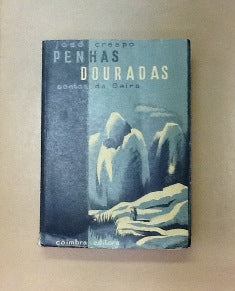 josé crespo
PENHAS
DOURADAS
contos da Beira
coimbra editora